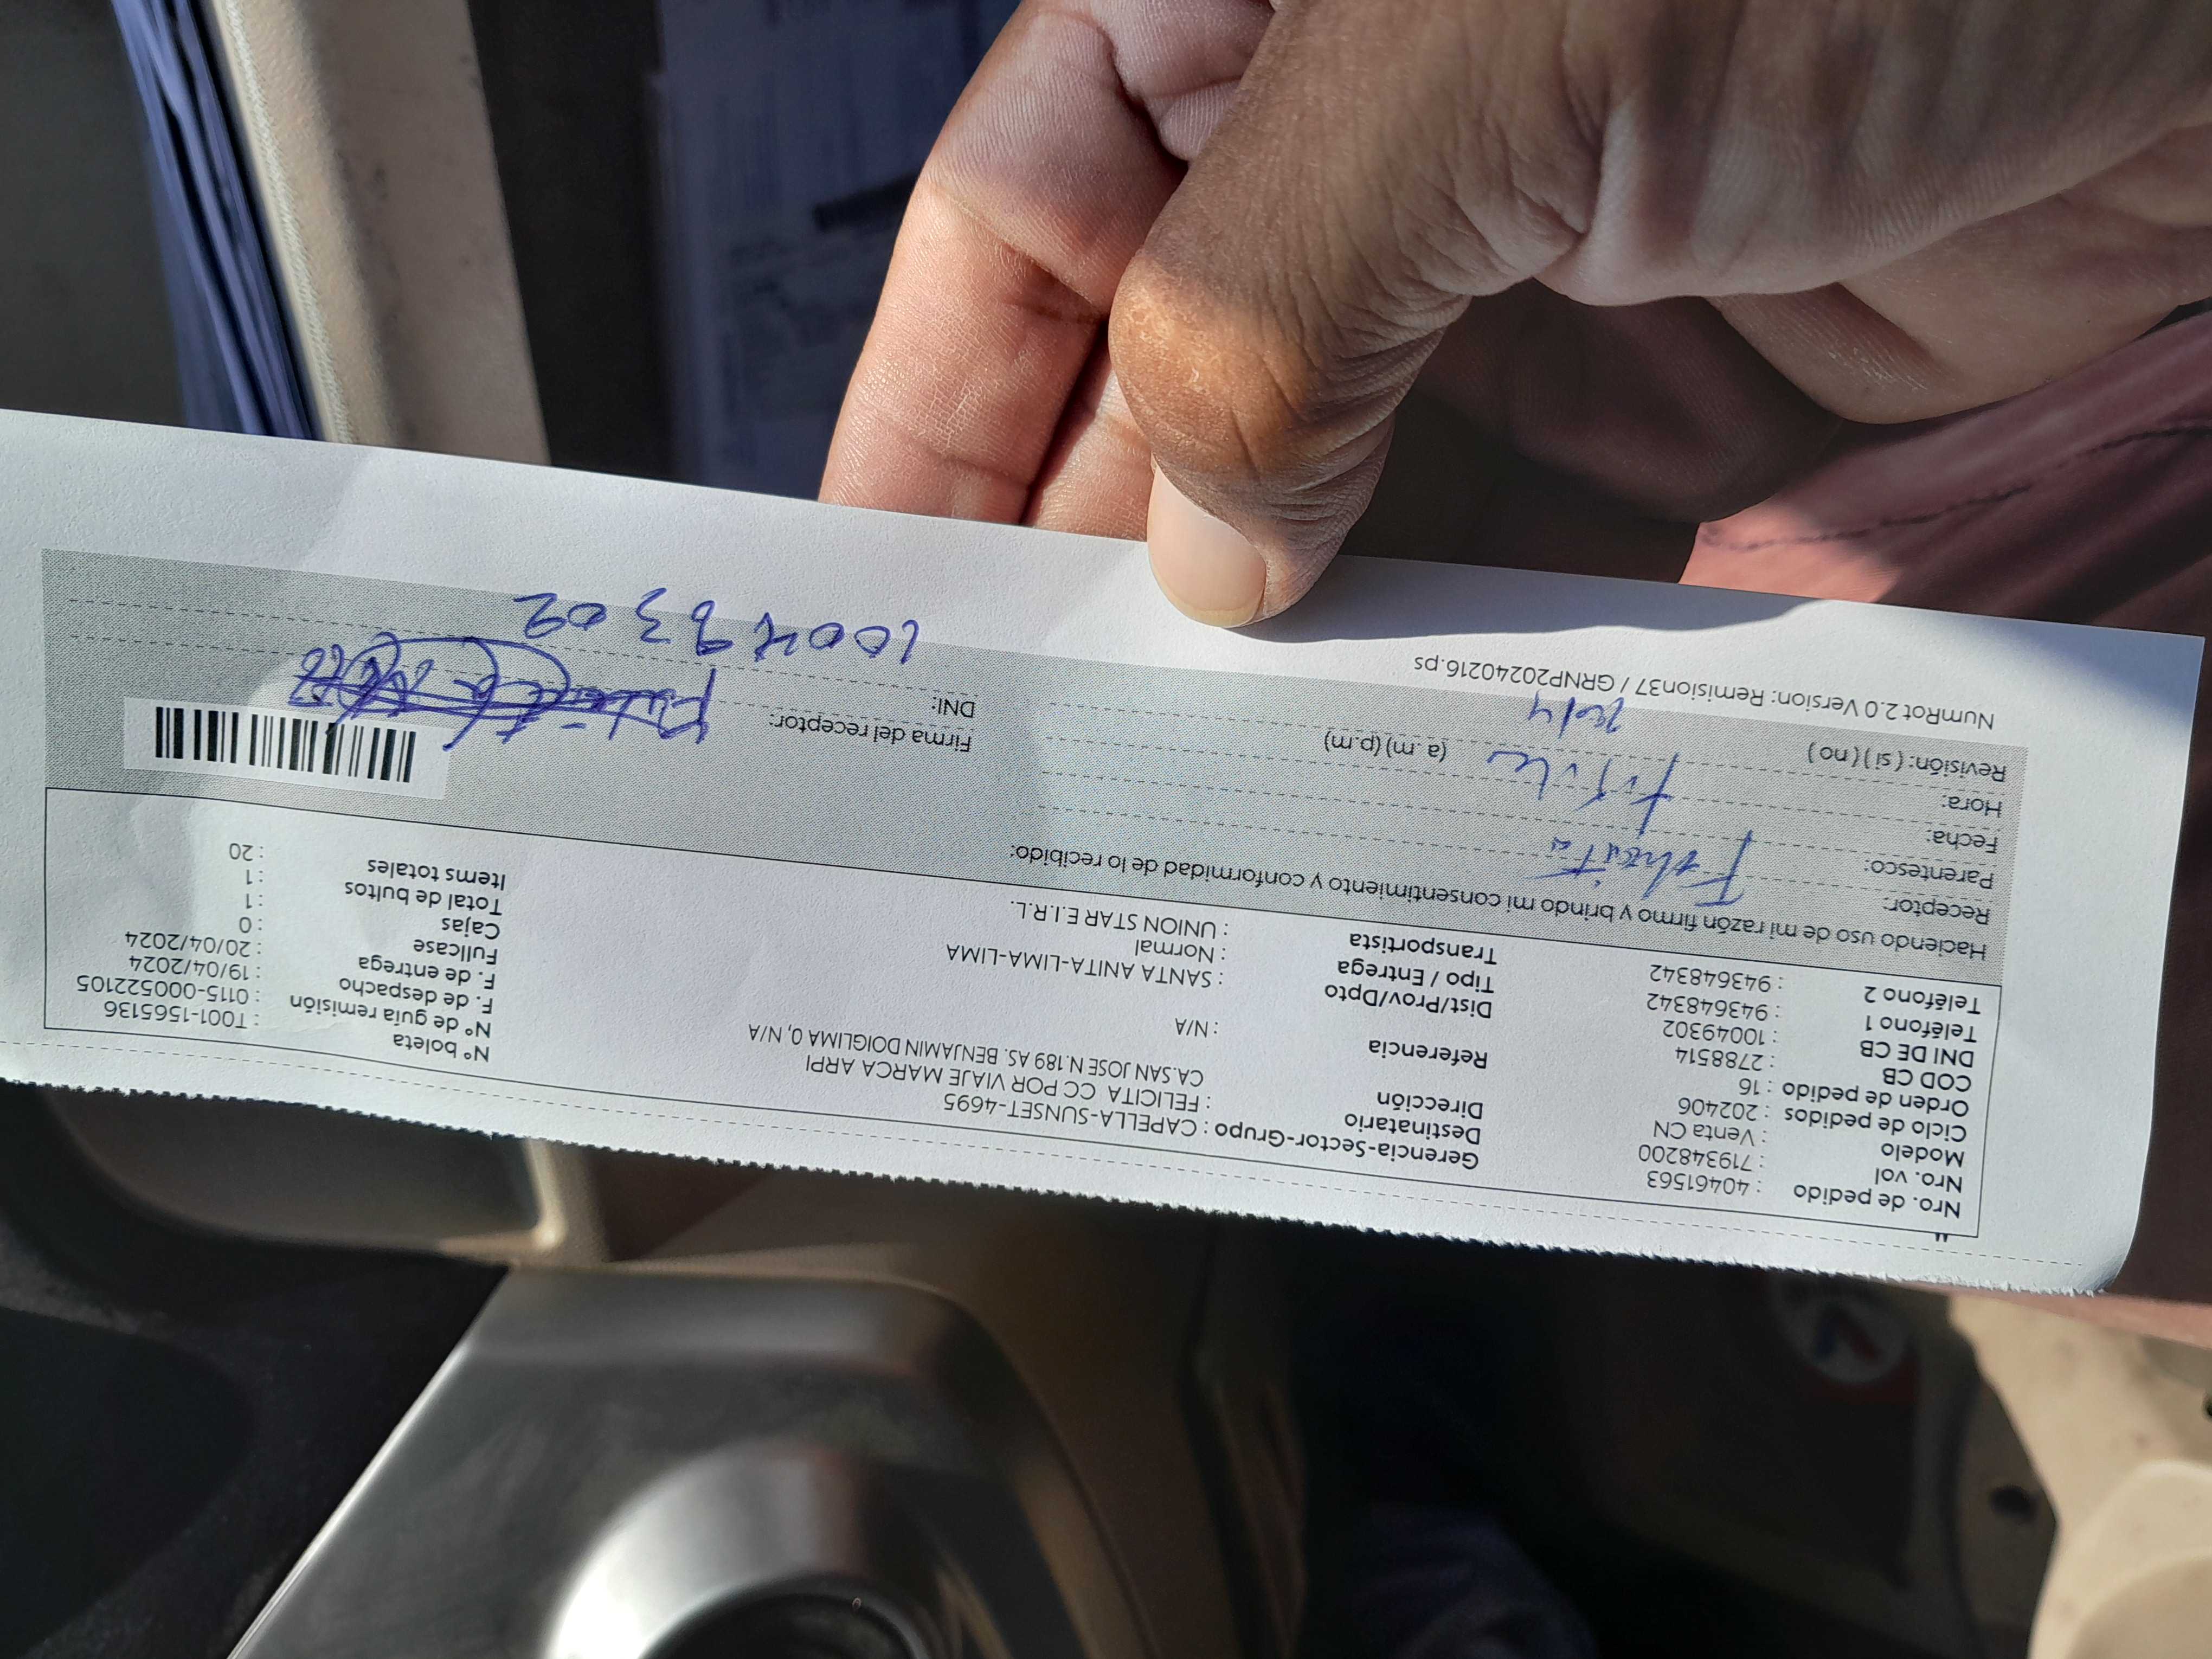 Nro. de pedido : 40461563
Nro. vol : 719348200
Modelo : Venta CN
Ciclo de pedidos : 202406
Orden de pedido : 16
COD CB : 2788514
DNI DE CB : 10049302
Teléfono 1 : 943648342
Teléfono 2 : 943648342
Gerencia-Sector-Grupo : CAPELLA-SUNSET-4695
Destinatario : FELICITA CC POR VIAJE MARCA ARPI
Dirección CA.SAN JOSE N.189 AS. BENJAMIN DOIGLIMA 0, N/A
Referencia : N/A
Dist/Prov/Dpto : SANTA ANITA-LIMA-LIMA
Tipo / Entrega : Normal
Transportista : UNION STAR E.I.R.L.
N° boleta : T001-1565136
N° de guía remisión : 0115-000522105
F. de despacho : 19/04/2024
F. de entrega : 20/04/2024
Fullcase : 0
Cajas : 1
Total de bultos : 1
Items totales : 20
Haciendo uso de mi razón firmo y brindo mi consentimiento y conformidad de lo recibido:
Receptor:
Parentesco:
Fecha:
Hora: (a. m) (p.m)
Revisión: ( si ) ( no )
Firma del receptor:
DNI:
NumRot 2.0 Version: Remision37 / GRNP20240216.ps